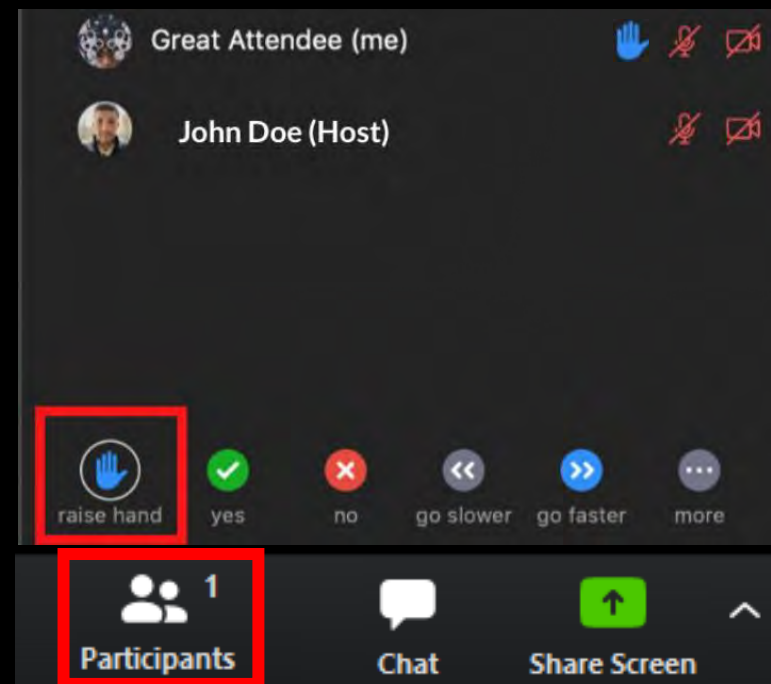 Great Attendee (me)
John Doe (Host)
raise hand yes no go slower go faster more
1
Participants Chat Share Screen